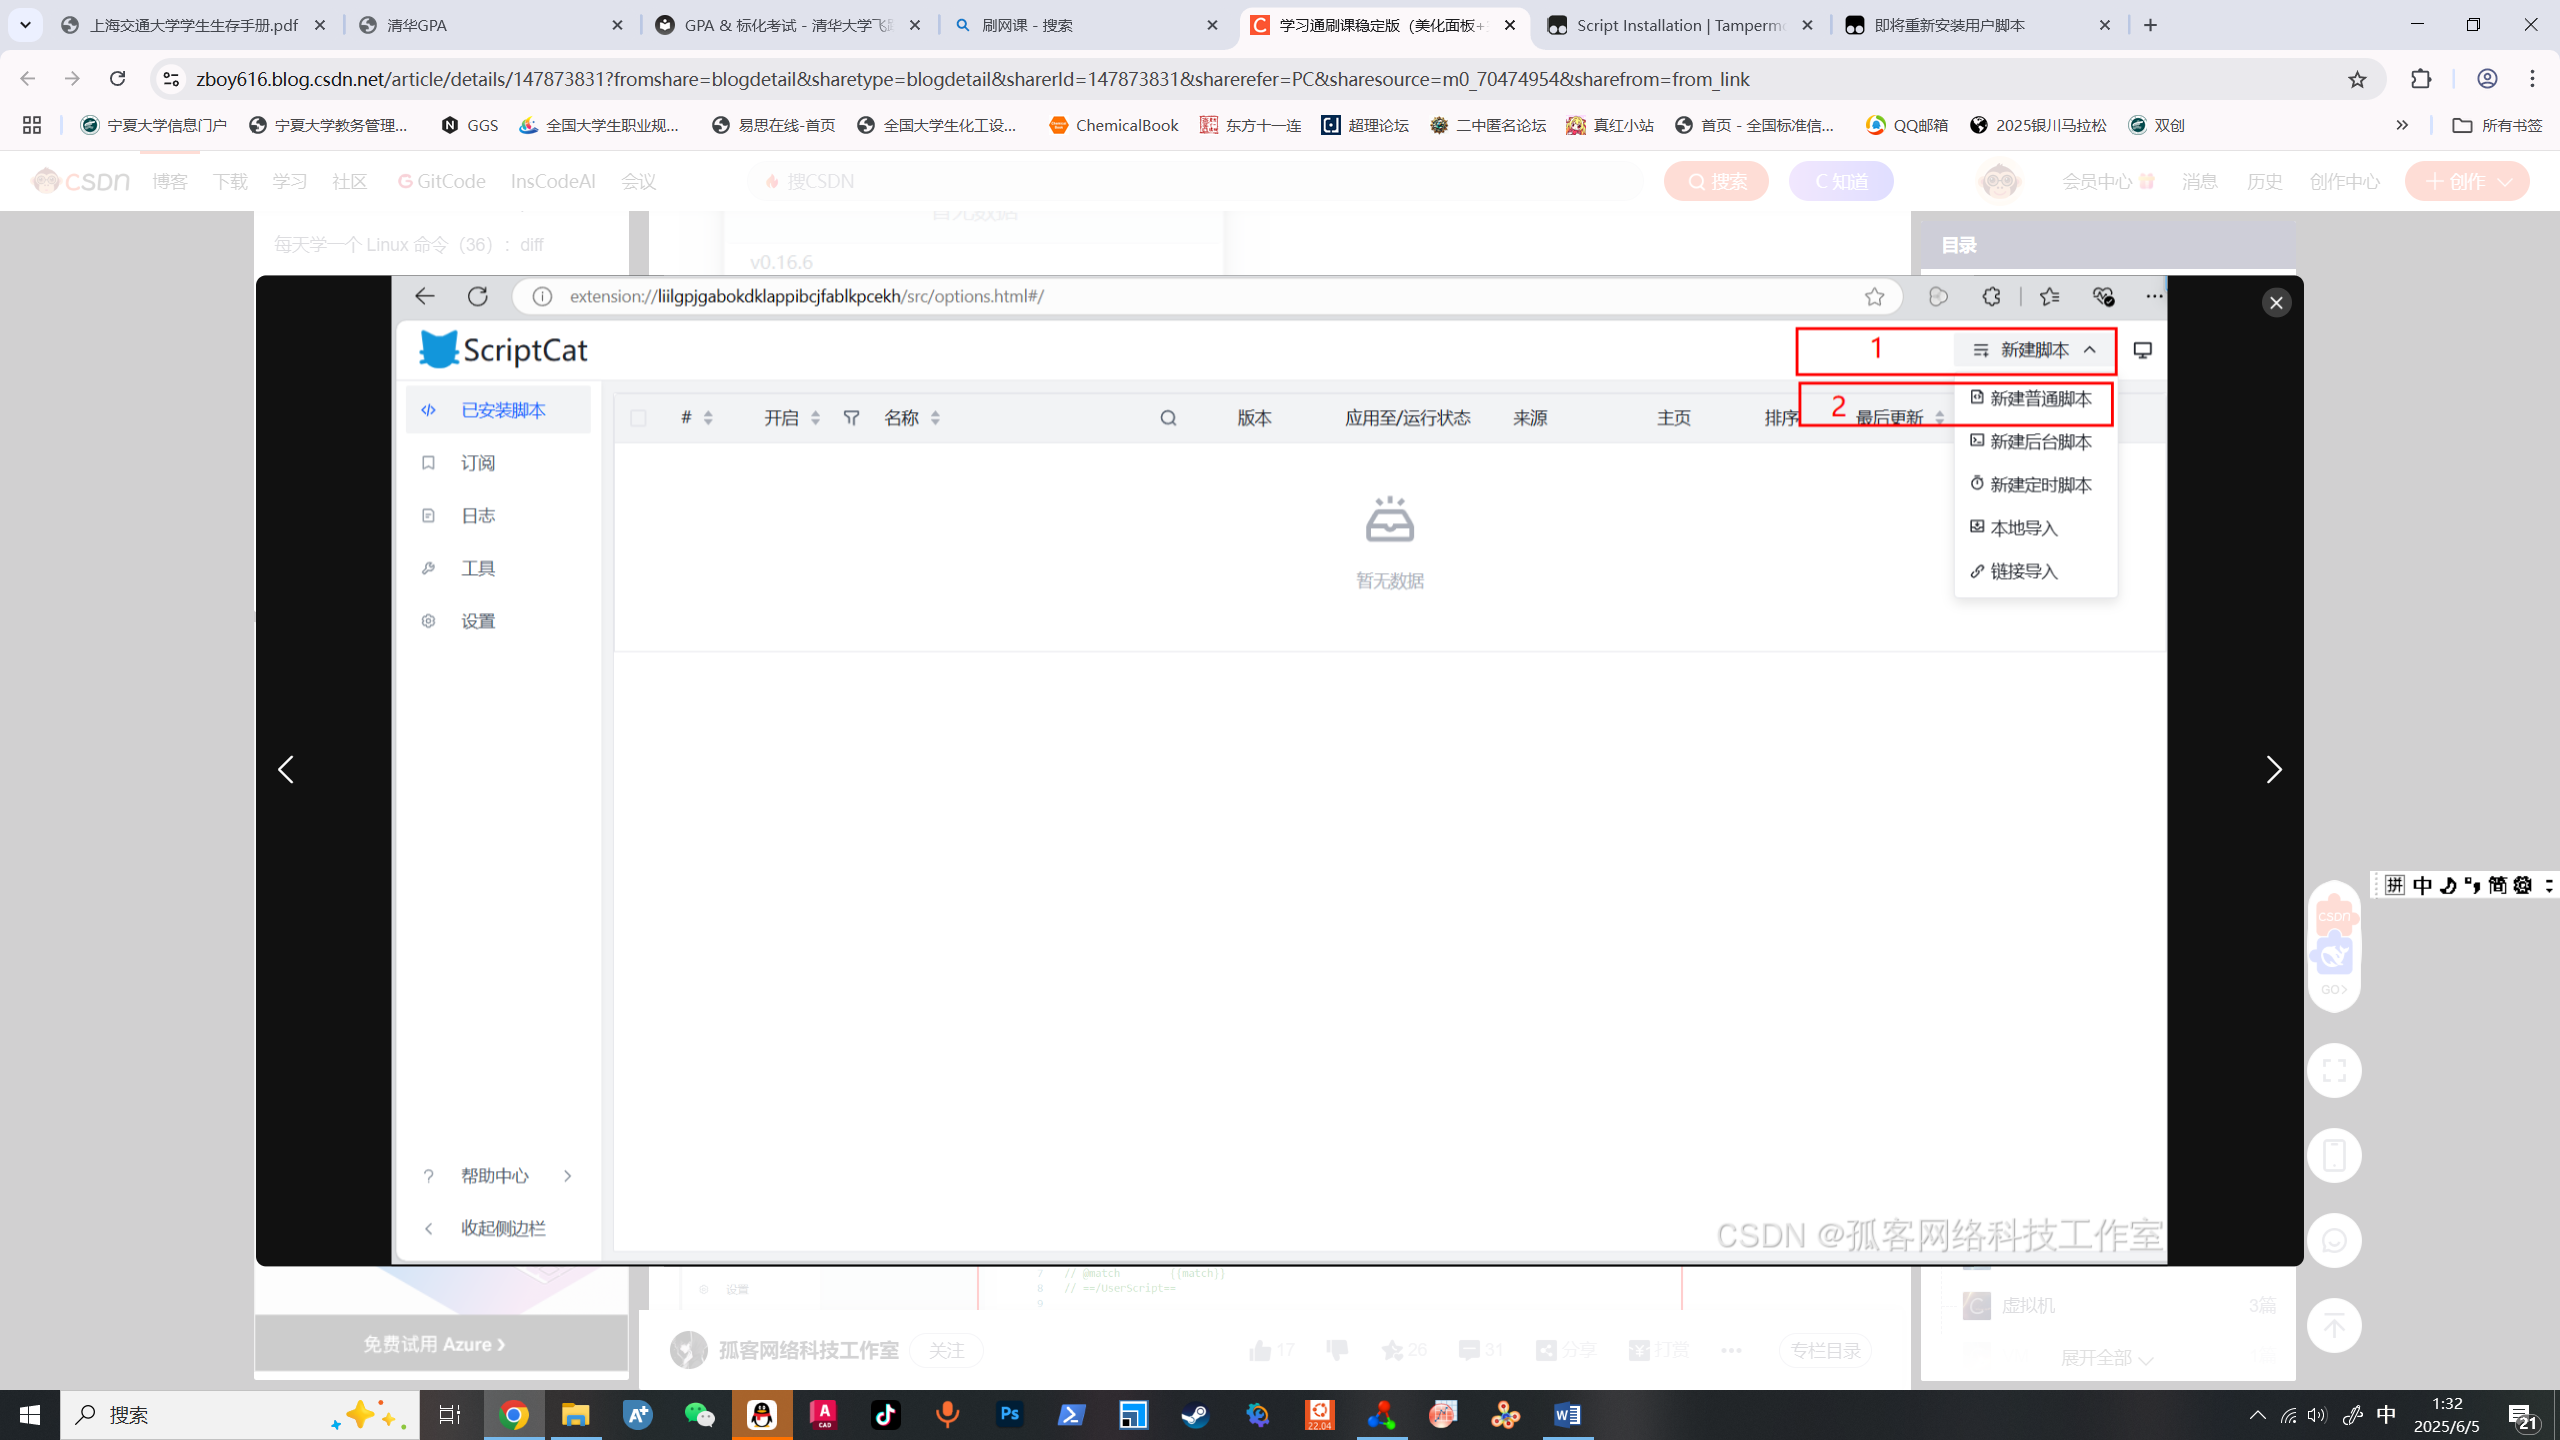 上海交通大学学生生存手册.pdf
清华GPA
GPA & 标化考试 - 清华大学飞
刷网课 - 搜索
学习通刷课稳定版（美化面板+
Script Installation | Tamperm
即将重新安装用户脚本
zboy616.blog.csdn.net/article/details/147873831?fromshare=blogdetail&sharetype=blogdetail&sharerId=147873831&sharerefer=PC&sharesource=m0_70474954&sharefrom=from_link
宁夏大学信息门户
宁夏大学教务管理...
GGS
全国大学生职业规...
易思在线-首页
全国大学生化工设...
ChemicalBook
东方十一连
超理论坛
二中匿名论坛
真红小站
首页 - 全国标准信...
QQ邮箱
2025银川马拉松
双创
所有书签
CSDN
博客
下载
学习
社区
GitCode
InsCodeAI
会议
搜CSDN
搜索
C 知道
会员中心
消息
历史
创作中心
创作
暂无数据
每天学一个 Linux 命令（36）：diff
v0.16.6
目录
extension://liilgpjgabokdklappibcjfablkpcekh/src/options.html#/
ScriptCat
1
新建脚本
2
新建普通脚本
新建后台脚本
新建定时脚本
本地导入
链接导入
已安装脚本
订阅
日志
工具
设置
#
开启
名称
版本
应用至/运行状态
来源
主页
排序
最后更新
暂无数据
帮助中心
收起侧边栏
CSDN @孤客网络科技工作室
拼 中 简
CSDN
GO>
设置
7 // @match {{match}}
8 // ==/UserScript==
9
虚拟机
3篇
展开全部
免费试用 Azure ›
孤客网络科技工作室
关注
17
26
31
分享
打赏
专栏目录
搜索
22.04
中
1:32
2025/6/5
21